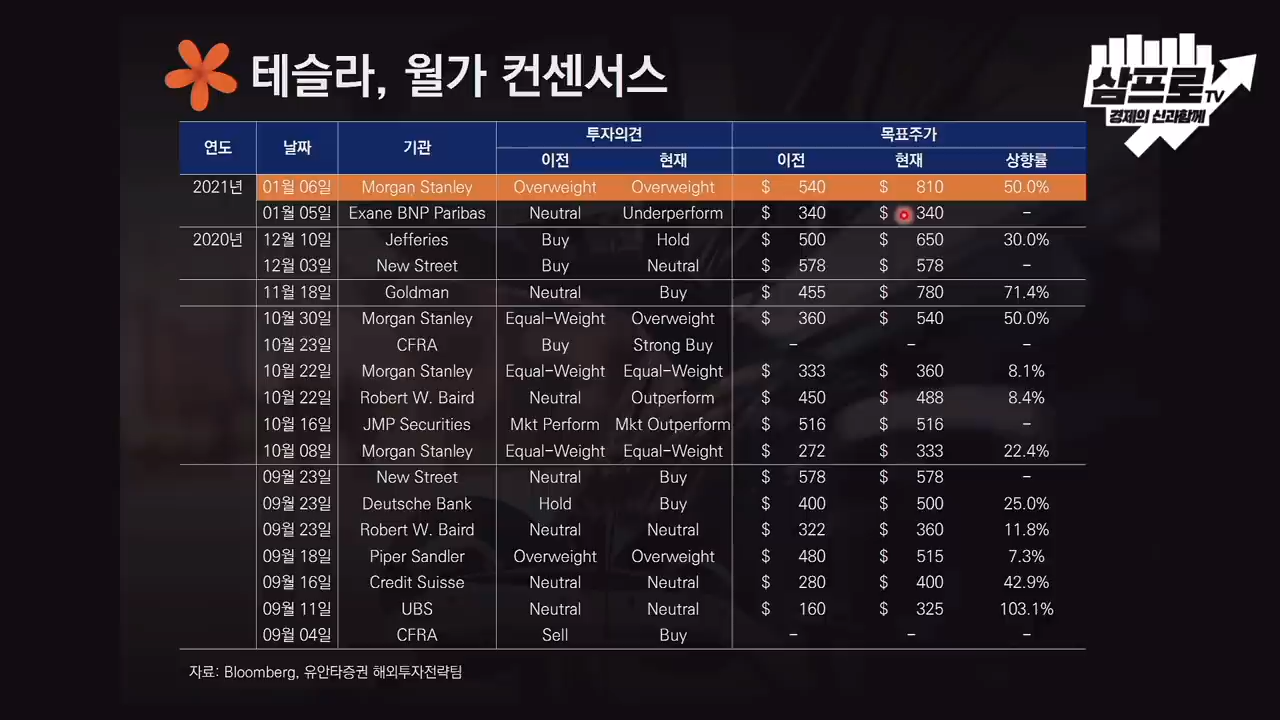 테슬라, 월가 컨센서스
삼프로TV
경제의 신과함께
연도 날짜 기관 투자의견 목표주가
이전 현재 이전 현재 상향률
2021년 01월 06일 Morgan Stanley Overweight Overweight $ 540 $ 810 50.0%
01월 05일 Exane BNP Paribas Neutral Underperform $ 340 $ 340 -
2020년 12월 10일 Jefferies Buy Hold $ 500 $ 650 30.0%
12월 03일 New Street Buy Neutral $ 578 $ 578 -
11월 18일 Goldman Neutral Buy $ 455 $ 780 71.4%
10월 30일 Morgan Stanley Equal-Weight Overweight $ 360 $ 540 50.0%
10월 23일 CFRA Buy Strong Buy - - -
10월 22일 Morgan Stanley Equal-Weight Equal-Weight $ 333 $ 360 8.1%
10월 22일 Robert W. Baird Neutral Outperform $ 450 $ 488 8.4%
10월 16일 JMP Securities Mkt Perform Mkt Outperform $ 516 $ 516 -
10월 08일 Morgan Stanley Equal-Weight Equal-Weight $ 272 $ 333 22.4%
09월 23일 New Street Neutral Buy $ 578 $ 578 -
09월 23일 Deutsche Bank Hold Buy $ 400 $ 500 25.0%
09월 23일 Robert W. Baird Neutral Neutral $ 322 $ 360 11.8%
09월 18일 Piper Sandler Overweight Overweight $ 480 $ 515 7.3%
09월 16일 Credit Suisse Neutral Neutral $ 280 $ 400 42.9%
09월 11일 UBS Neutral Neutral $ 160 $ 325 103.1%
09월 04일 CFRA Sell Buy - - -
자료: Bloomberg, 유안타증권 해외투자전략팀